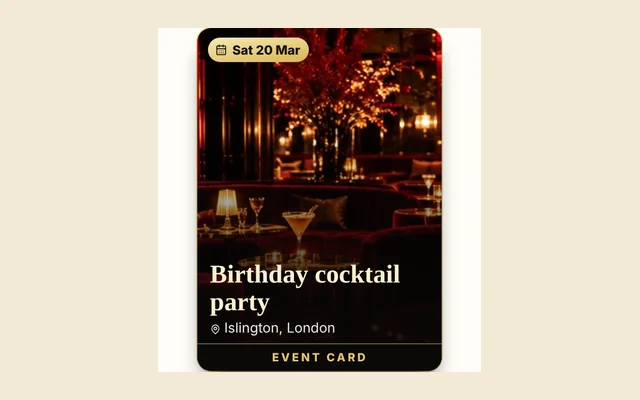 Sat 20 Mar
Birthday cocktail
party
Islington, London
EVENT CARD